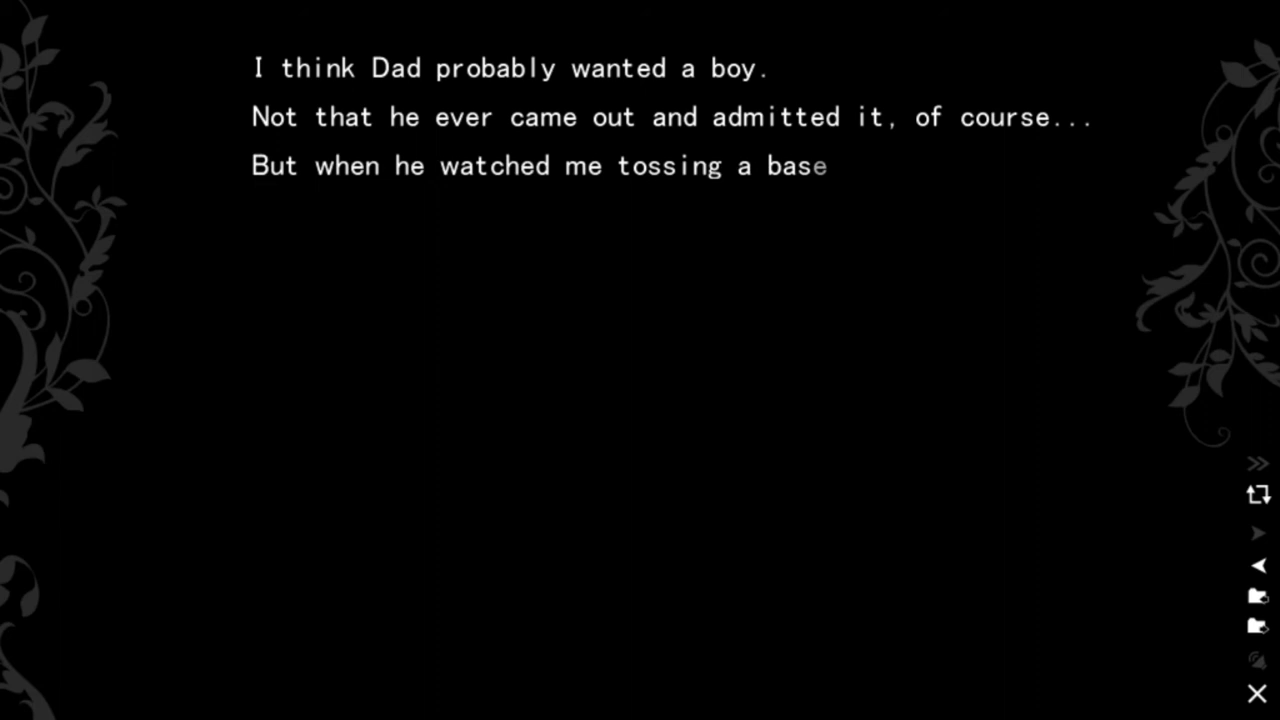 I think Dad probably wanted a boy.
Not that he ever came out and admitted it, of course...
But when he watched me tossing a base